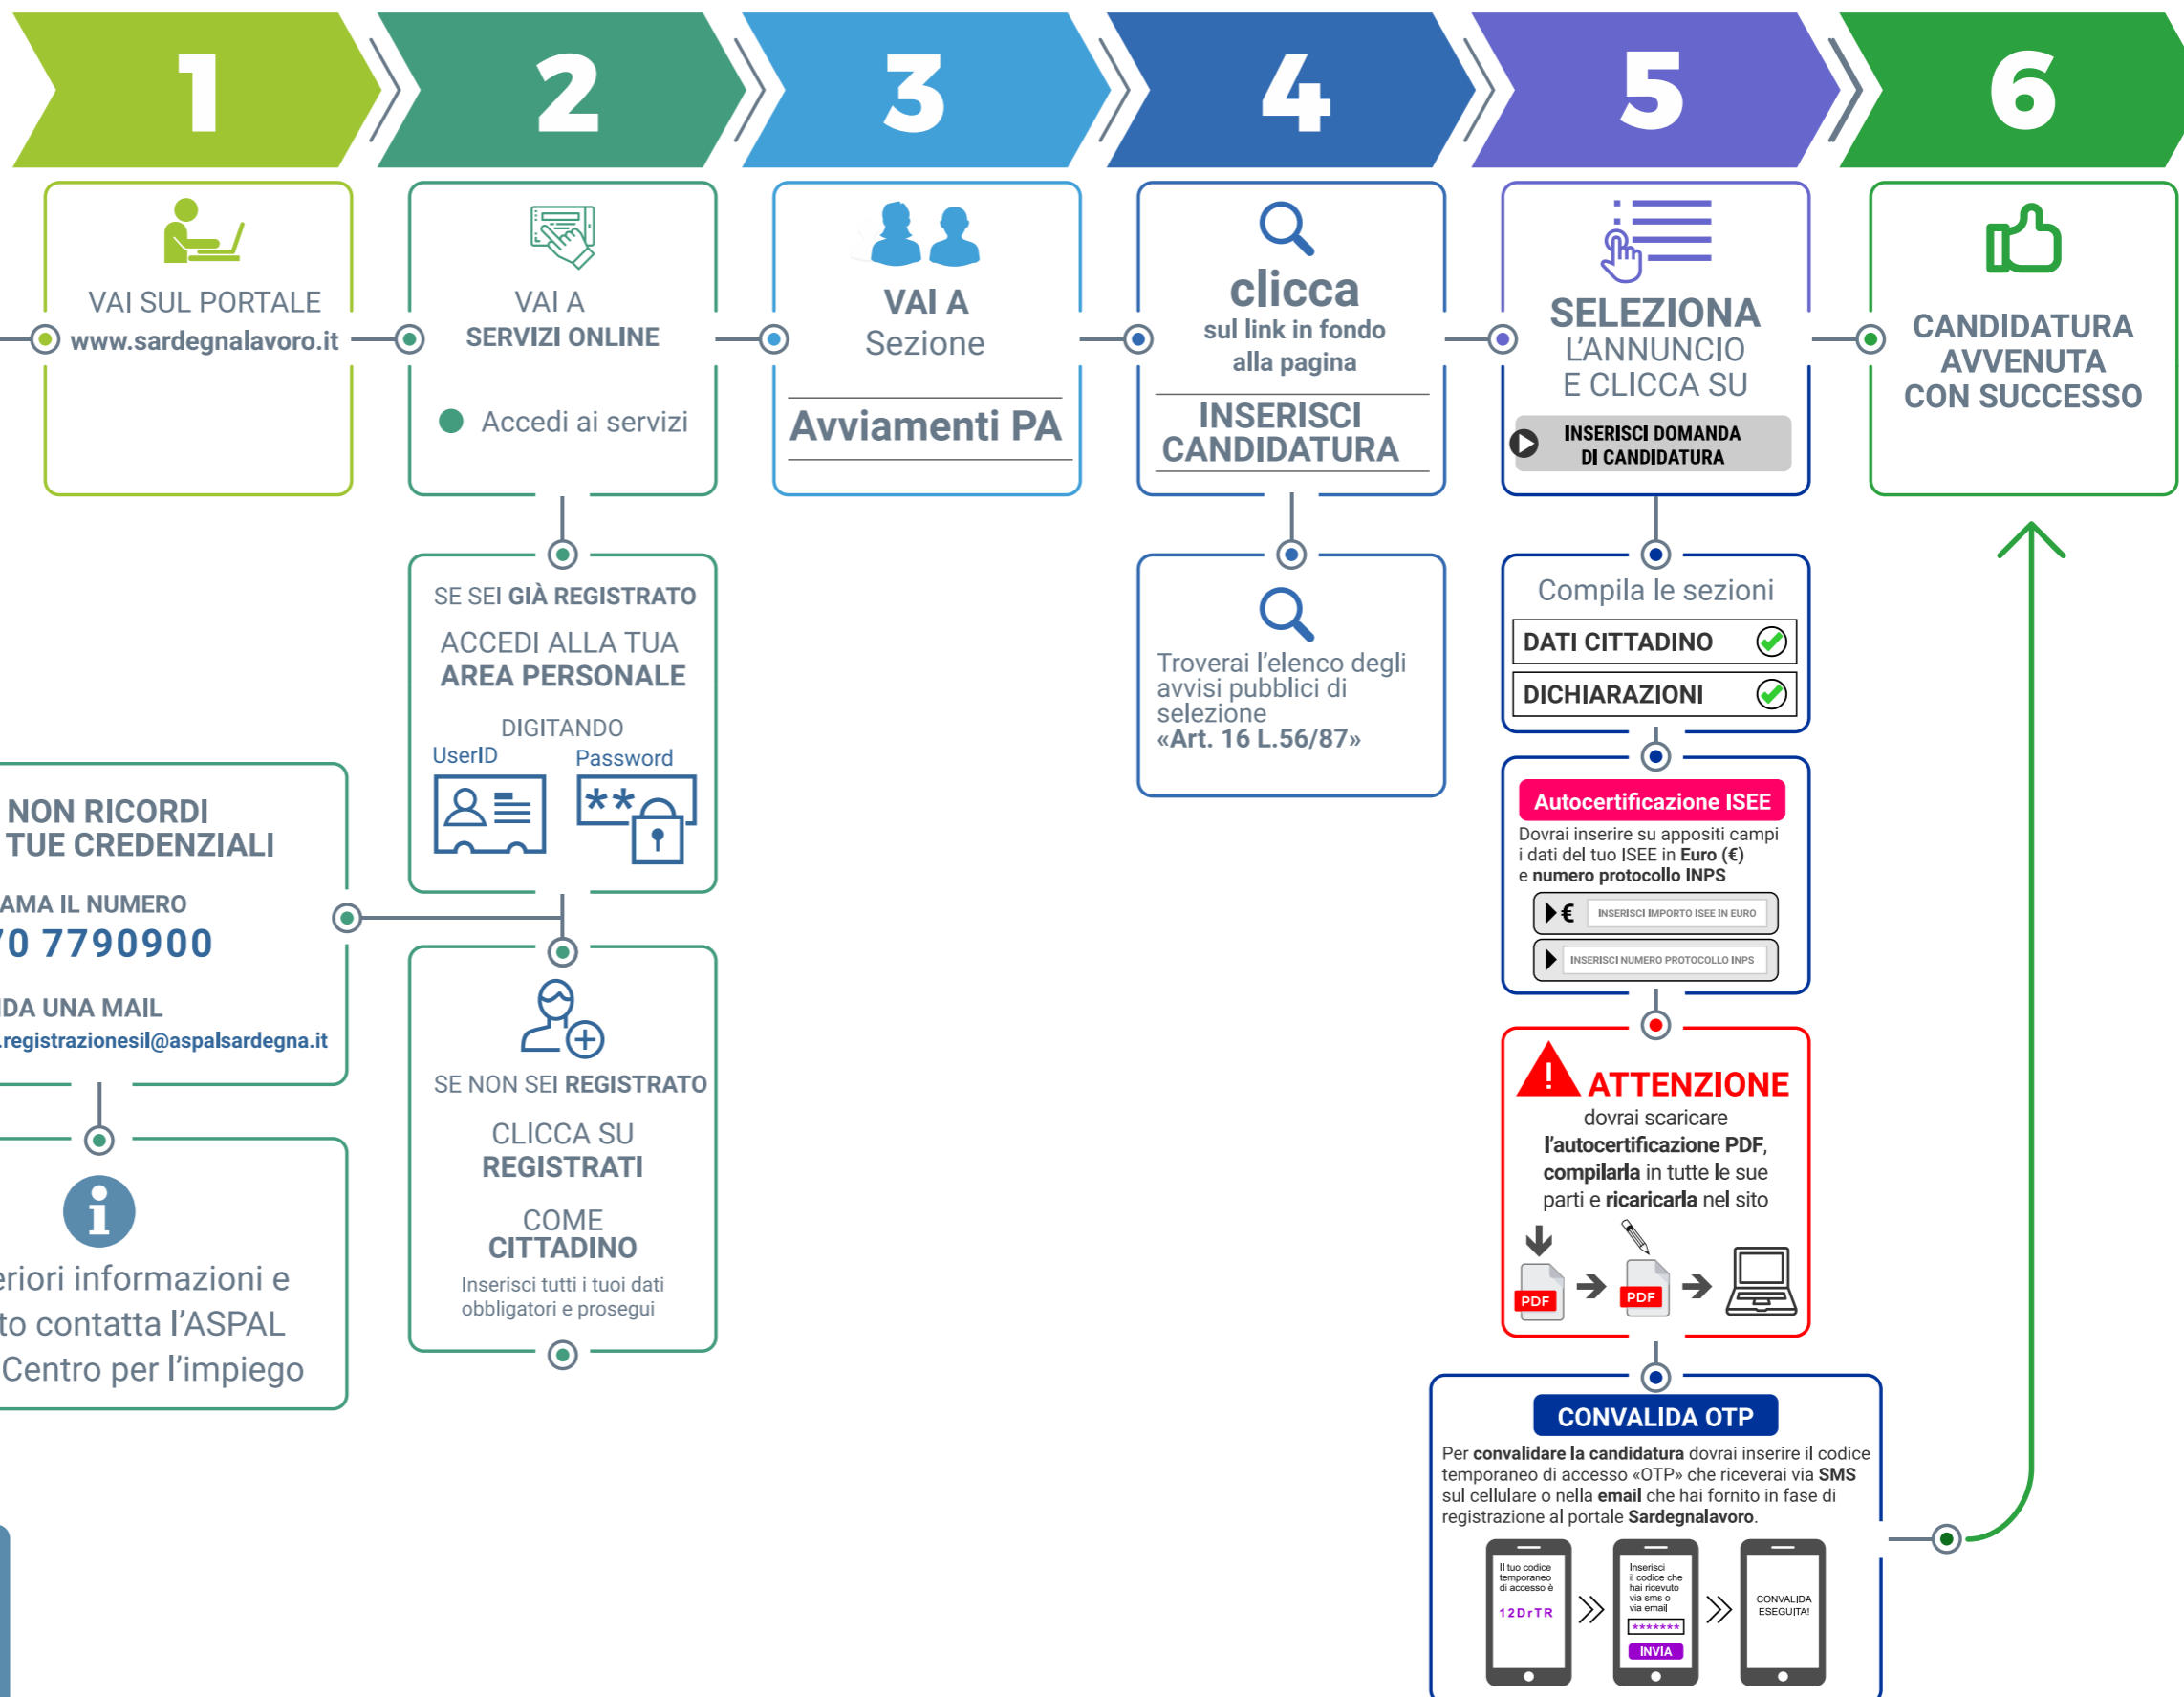 1
VAI SUL PORTALE
www.sardegnalavoro.it
2
VAI A
SERVIZI ONLINE
Accedi ai servizi
3
VAI A
Sezione
Avviamenti PA
4
clicca
sul link in fondo
alla pagina
INSERISCI
CANDIDATURA
5
SELEZIONA
L'ANNUNCIO
E CLICCA SU
INSERISCI DOMANDA
DI CANDIDATURA
6
CANDIDATURA
AVVENUTA
CON SUCCESSO
SE SEI GIÀ REGISTRATO
ACCEDI ALLA TUA
AREA PERSONALE
DIGITANDO
UserID
Password
**
NON RICORDI
TUE CREDENZIALI
AMA IL NUMERO
70 7790900
DA UNA MAIL
.registrazionesil@aspalsardegna.it
i
eriori informazioni e
to contatta l'ASPAL
Centro per l'impiego
SE NON SEI REGISTRATO
CLICCA SU
REGISTRATI
COME
CITTADINO
Inserisci tutti i tuoi dati
obbligatori e prosegui
Troverai l'elenco degli
avvisi pubblici di
selezione
«Art. 16 L.56/87»
Compila le sezioni
DATI CITTADINO
DICHIARAZIONI
Autocertificazione ISEE
Dovrai inserire su appositi campi
i dati del tuo ISEE in Euro (€)
e numero protocollo INPS
€ INSERISCI IMPORTO ISEE IN EURO
INSERISCI NUMERO PROTOCOLLO INPS
! ATTENZIONE
dovrai scaricare
l'autocertificazione PDF,
compilarla in tutte le sue
parti e ricaricarla nel sito
PDF
PDF
CONVALIDA OTP
Per convalidare la candidatura dovrai inserire il codice
temporaneo di accesso «OTP» che riceverai via SMS
sul cellulare o nella email che hai fornito in fase di
registrazione al portale Sardegnalavoro.
Il tuo codice
temporaneo
di accesso è
12DrTR
Inserisci
il codice che
hai ricevuto
via sms o
via email
*******
INVIA
CONVALIDA
ESEGUITA!